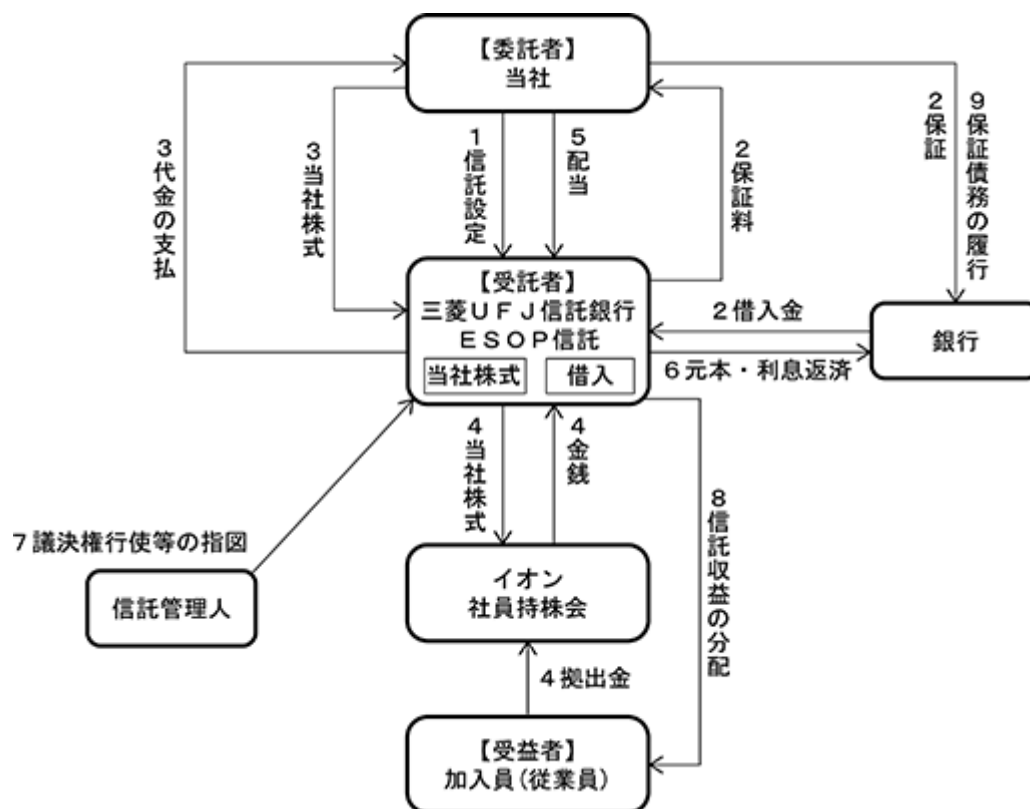 【委託者】
当社
3代金の支払
3当社株式
1信託設定
5配当
2保証料
2保証
9保証債務の履行
【受託者】
三菱UFJ信託銀行
ESOP信託
当社株式
借入
2借入金
6元本・利息返済
銀行
4当社株式
4金銭
8信託収益の分配
7議決権行使等の指図
信託管理人
イオン
社員持株会
4拠出金
【受益者】
加入員(従業員)